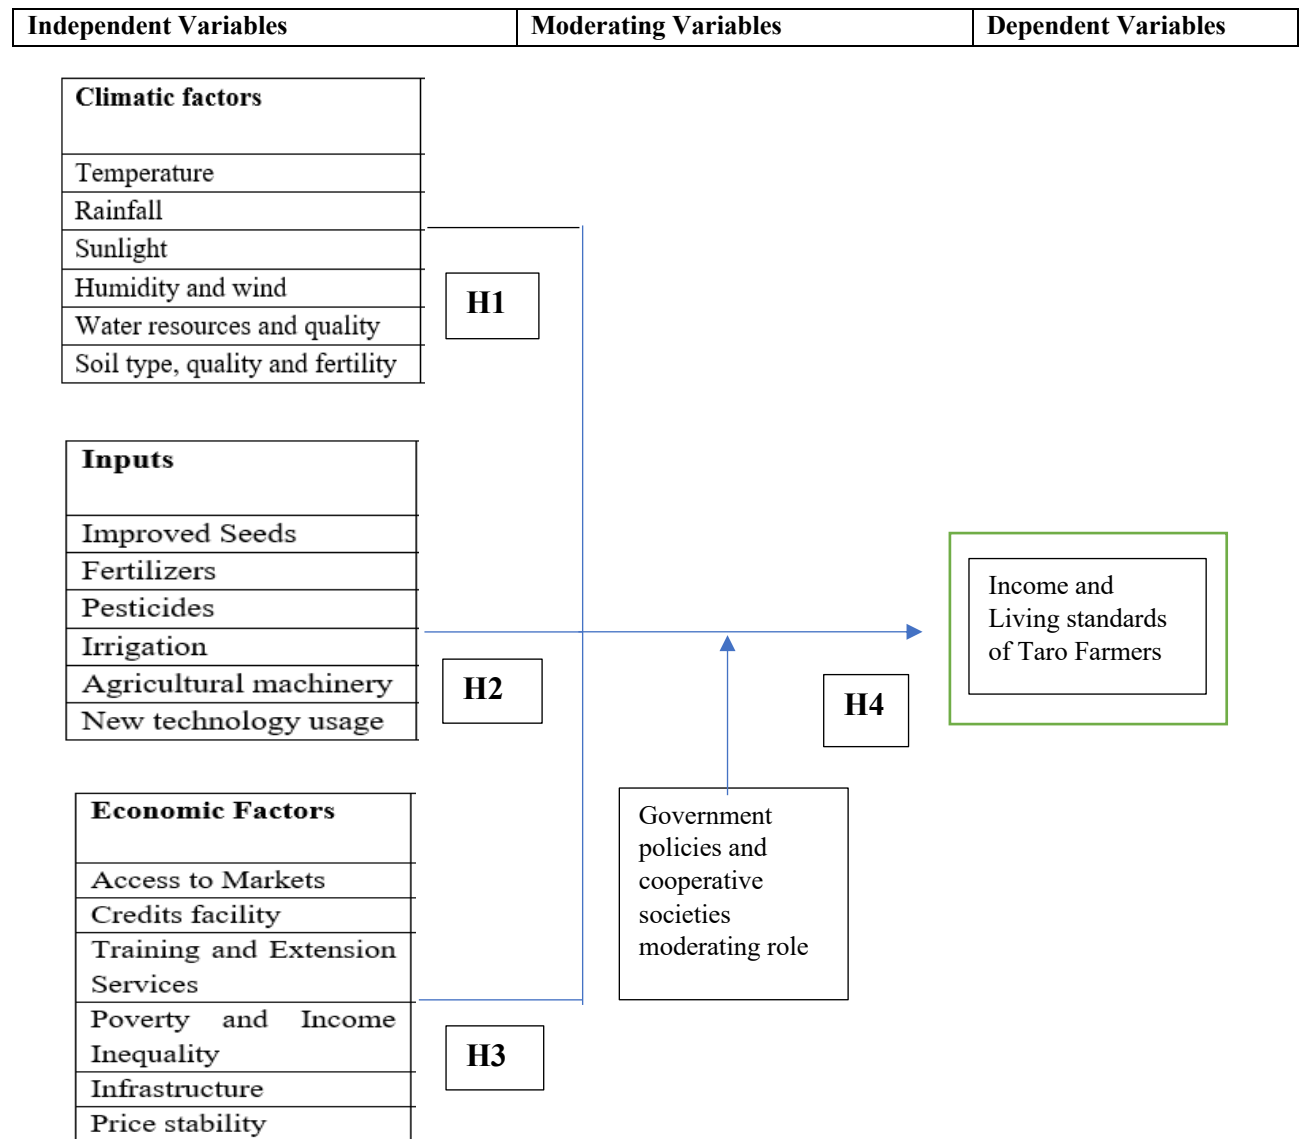 Independent Variables
Moderating Variables
Dependent Variables
Climatic factors
Temperature
Rainfall
Sunlight
Humidity and wind
Water resources and quality
Soil type, quality and fertility
H1
Inputs
Improved Seeds
Fertilizers
Pesticides
Irrigation
Agricultural machinery
New technology usage
H2
Economic Factors
Access to Markets
Credits facility
Training and Extension
Services
Poverty and Income
Inequality
Infrastructure
Price stability
H3
Government
policies and
cooperative
societies
moderating role
H4
Income and
Living standards
of Taro Farmers